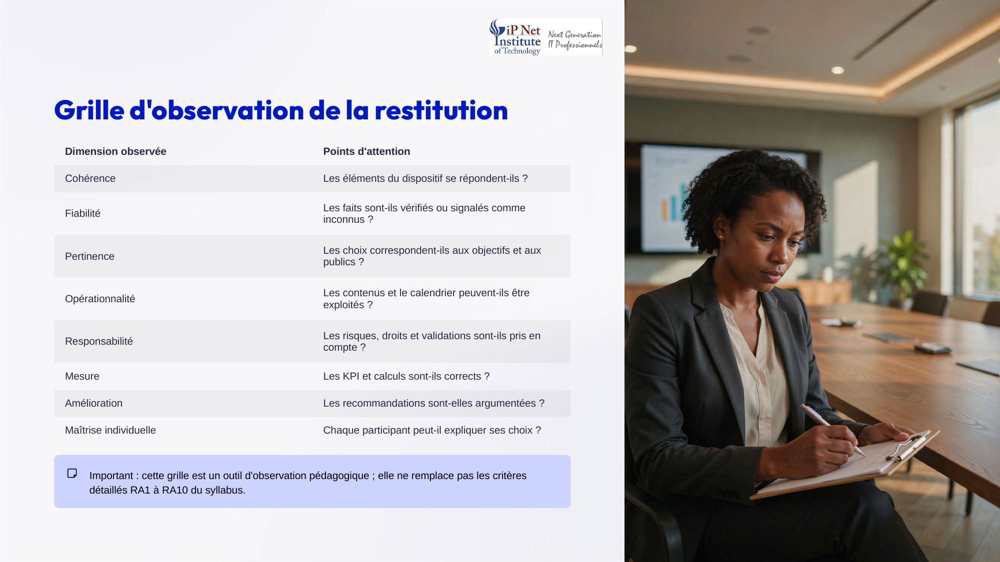 iP Net
Institute
of Technology
Next Generation
IT Professionnels
Grille d'observation de la restitution
Dimension observée
Points d'attention
Cohérence
Les éléments du dispositif se répondent-ils ?
Fiabilité
Les faits sont-ils vérifiés ou signalés comme
inconnus ?
Pertinence
Les choix correspondent-ils aux objectifs et aux
publics ?
Opérationnalité
Les contenus et le calendrier peuvent-ils être
exploités ?
Responsabilité
Les risques, droits et validations sont-ils pris en
compte ?
Mesure
Les KPI et calculs sont-ils corrects ?
Amélioration
Les recommandations sont-elles argumentées ?
Maîtrise individuelle
Chaque participant peut-il expliquer ses choix ?
Important : cette grille est un outil d'observation pédagogique ; elle ne remplace pas les critères
détaillés RA1 à RA10 du syllabus.